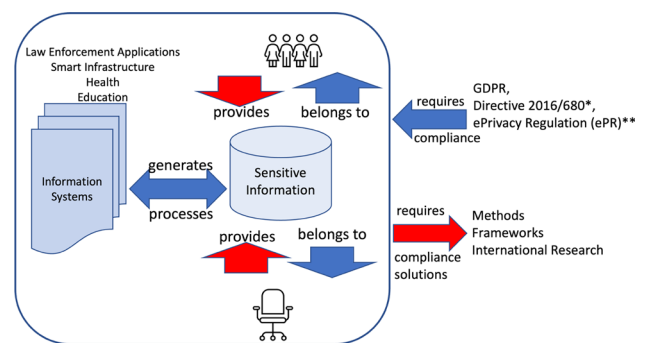 Law Enforcement Applications
Smart Infrastructure
Health
Education
provides
belongs to
requires
compliance
GDPR,
Directive 2016/680*,
ePrivacy Regulation (ePR)**
Information
Systems
generates
processes
Sensitive
Information
provides
belongs to
requires
compliance
solutions
Methods
Frameworks
International Research